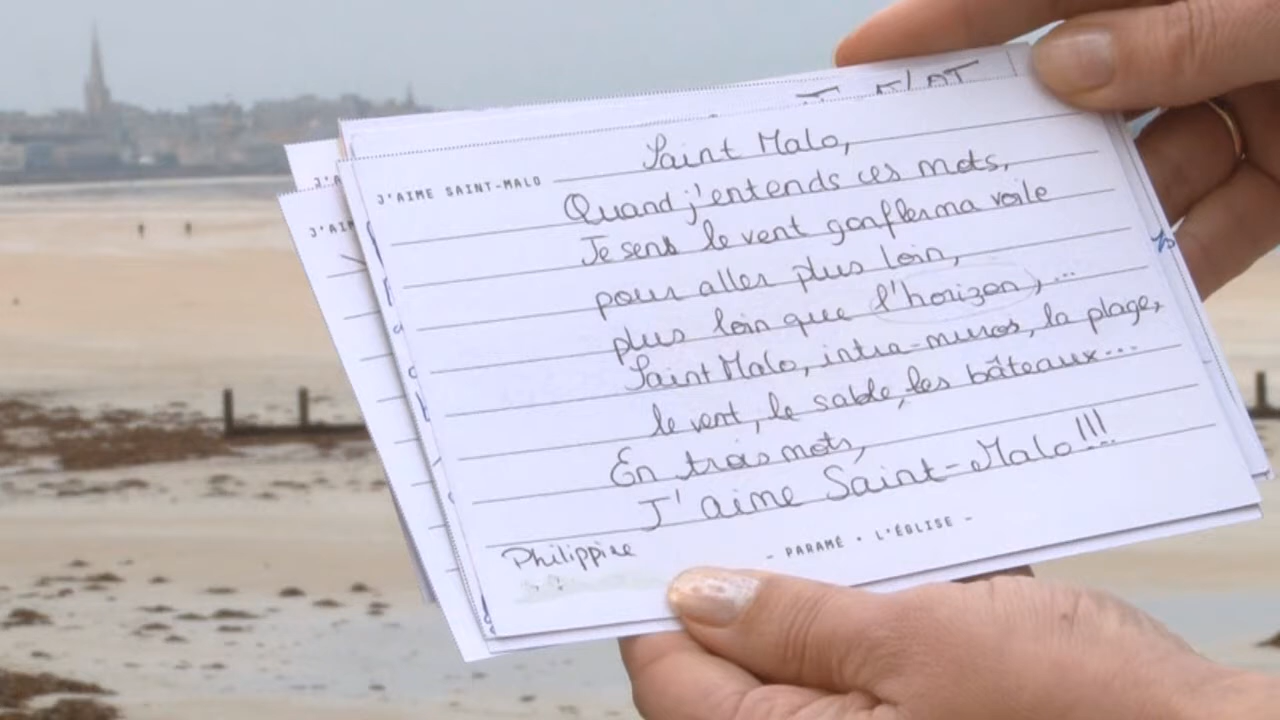 Saint Malo,
J'AIME SAINT-MALO
Quand j'entends ces mots,
Je sens le vent gonfler ma voile
pour aller plus loin,
plus loin que l'horizon,...
Saint Malo, intra-muros, la plage,
le vent, le sable, les bâteaux...
En trois mots,
J'aime Saint-Malo!!!
Philippine
- PARAMÉ • L'ÉGLISE -
J'A
J'AIM